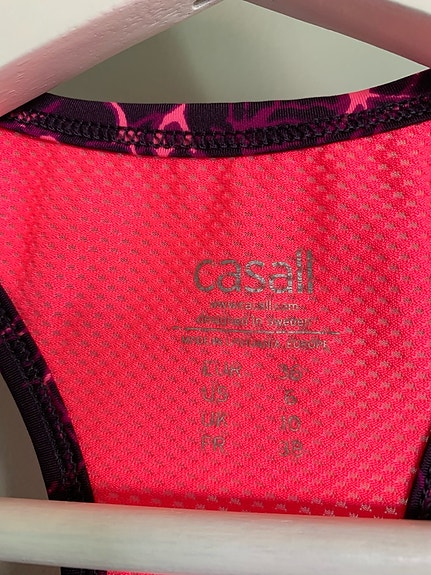 casall
www.casall.com
designed in Sweden
EUR 36
US
UK 10
FR 38